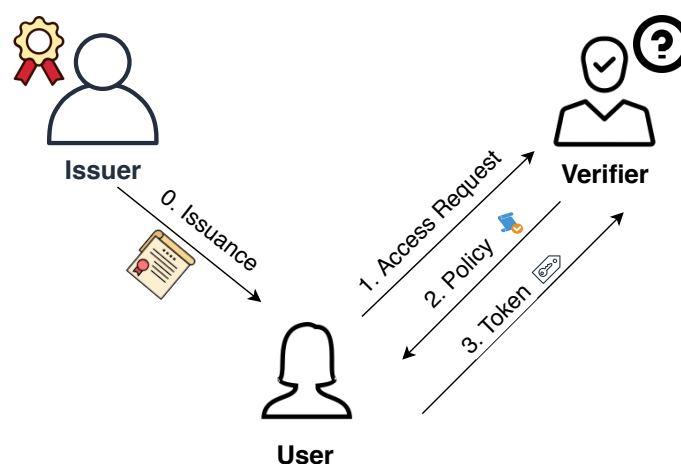 ?
Issuer
Verifier
0. Issuance
1. Access Request
2. Policy
3. Token
User